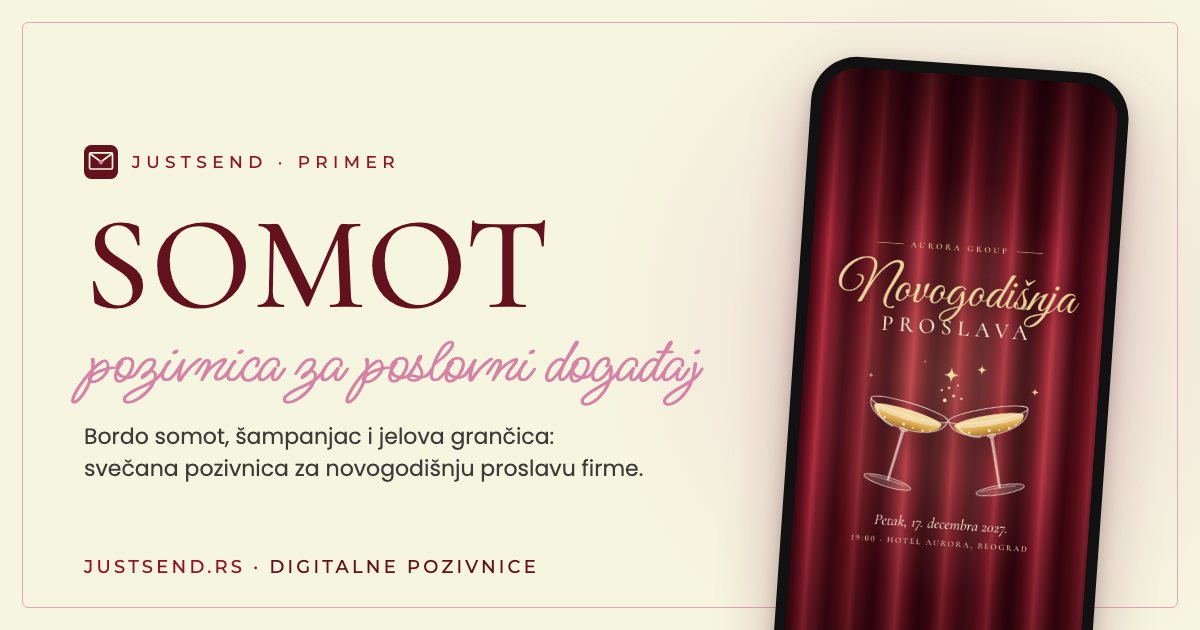 JUSTSEND · PRIMER
SOMOT
pozivnica za poslovni događaj
Bordo somot, šampanjac i jelova grančica:
svečana pozivnica za novogodišnju proslavu firme.
JUSTSEND.RS · DIGITALNE POZIVNICE
AURORA GROUP
Novogodišnja
PROSLAVA
Petak, 17. decembra 2027.
19:00 · HOTEL AURORA, BEOGRAD